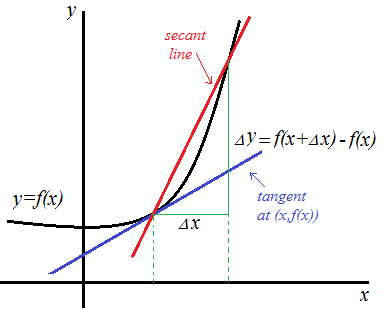 y
secant
line
Δy=f(x+Δx)-f(x)
y=f(x)
tangent
at (x,f(x))
Δx
x